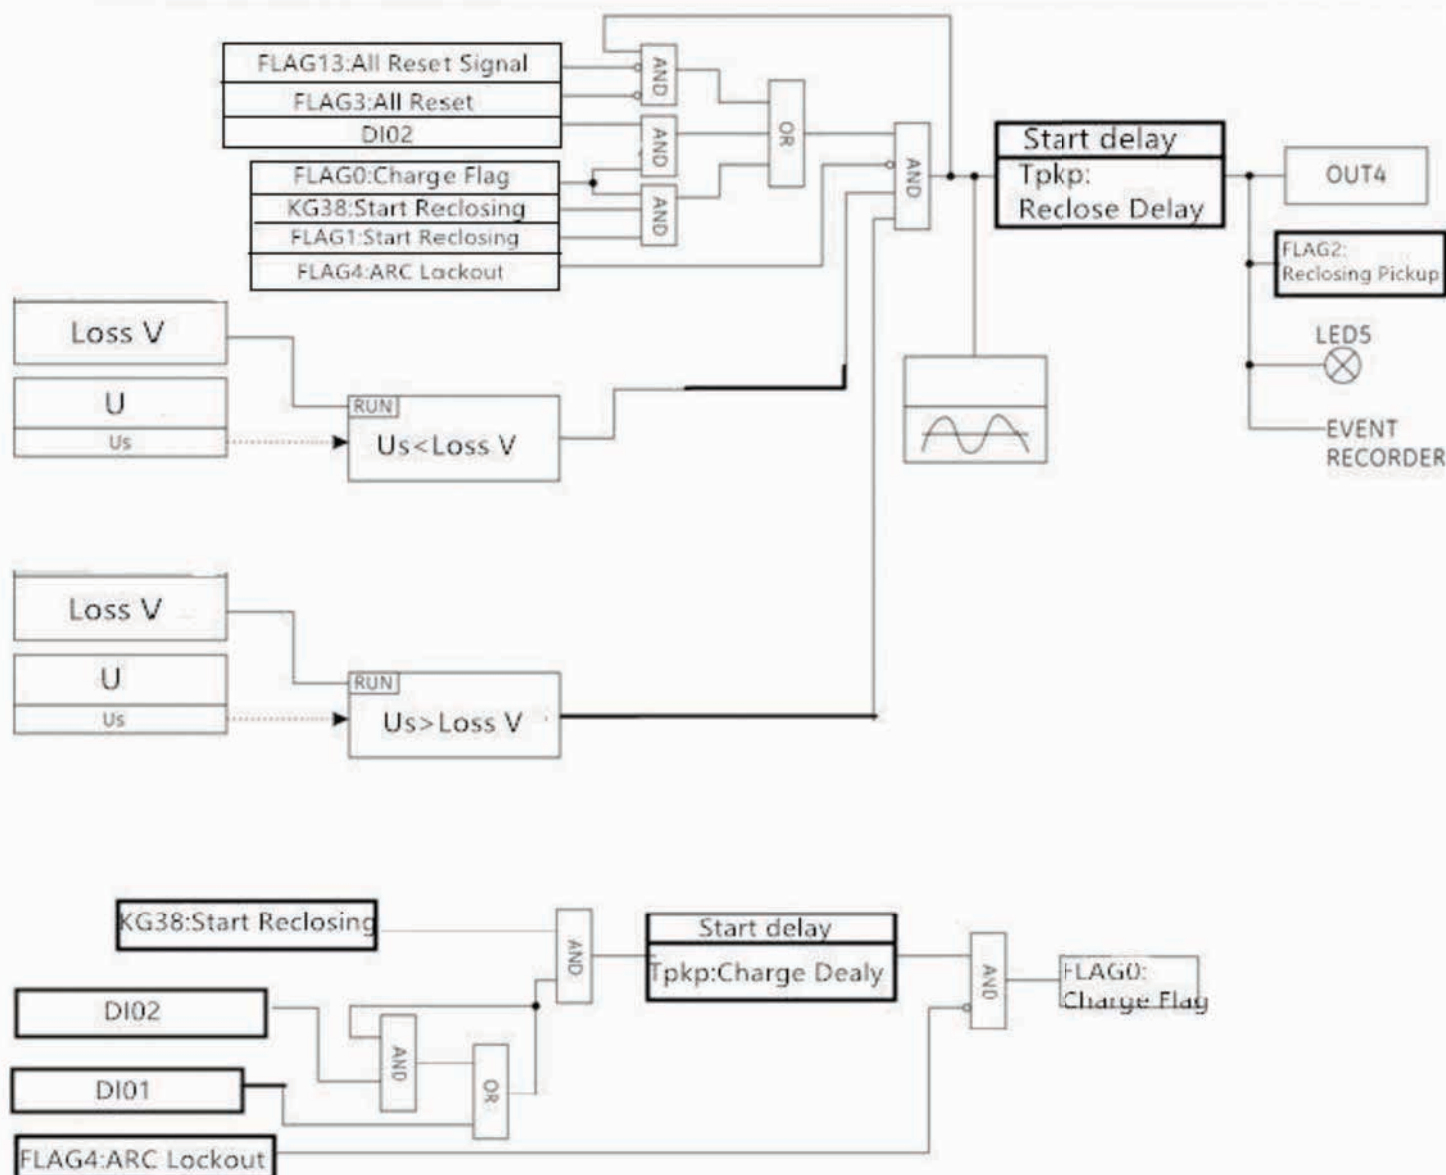 FLAG13:All Reset Signal
FLAG3:All Reset
DI02
FLAG0:Charge Flag
KG38:Start Reclosing
FLAG1:Start Reclosing
FLAG4:ARC Lockout
AND
AND
AND
OR
AND
Start delay
Tpkp:
Reclose Delay
OUT4
FLAG2:
Reclosing Pickup
LED5
EVENT
RECORDER
Loss V
U
Us
RUN
Us<Loss V
Loss V
U
Us
RUN
Us>Loss V
KG38:Start Reclosing
DI02
DI01
FLAG4:ARC Lockout
AND
OR
AND
Start delay
Tpkp:Charge Dealy
AND
FLAG0:
Charge Flag